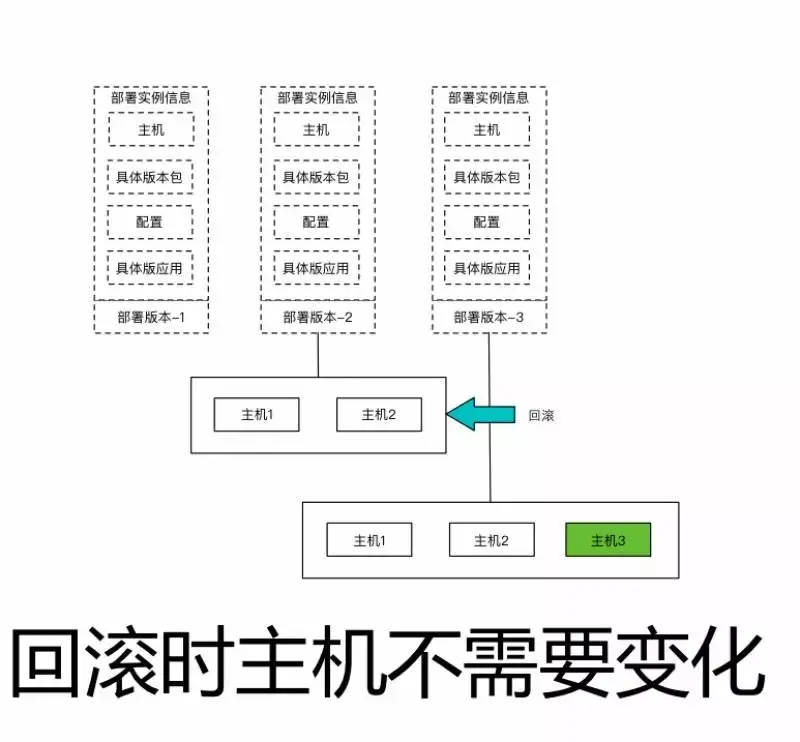 部署实例信息
主机
具体版本包
配置
具体版应用
部署版本-1
部署实例信息
主机
具体版本包
配置
具体版应用
部署版本-2
部署实例信息
主机
具体版本包
配置
具体版应用
部署版本-3
主机1
主机2
回滚
主机1
主机2
主机3
回滚时主机不需要变化